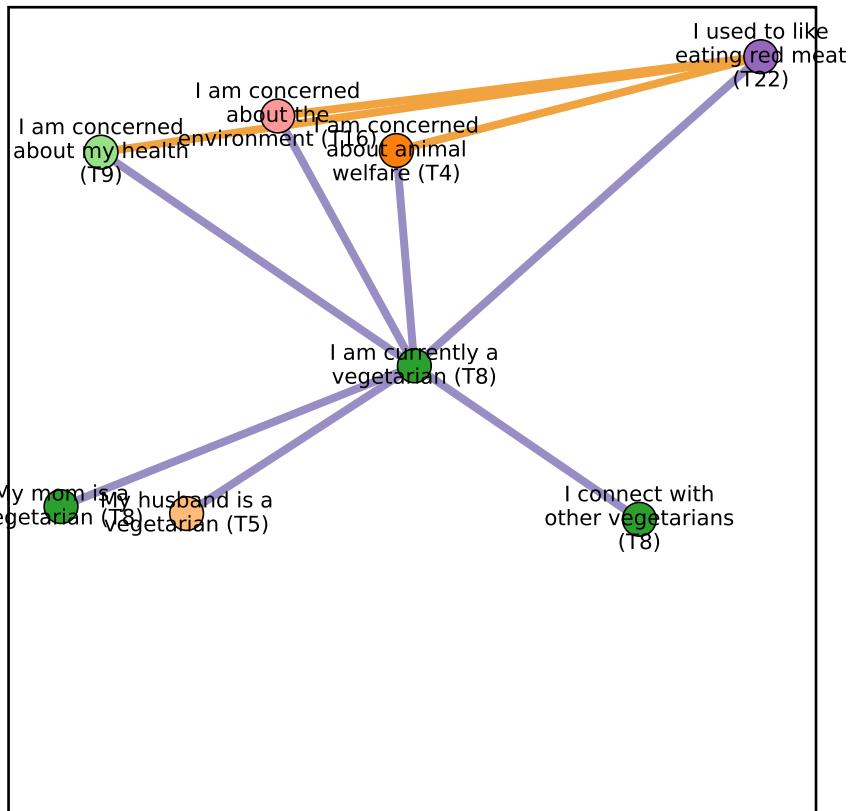 I used to like
eating red meat
(T22)
I am concerned
about the
environment (T16)
I am concerned
about my health
(T9)
I am concerned
about animal
welfare (T4)
I am currently a
vegetarian (T8)
My mom is a
egetarian (T8)
My husband is a
vegetarian (T5)
I connect with
other vegetarians
(T8)